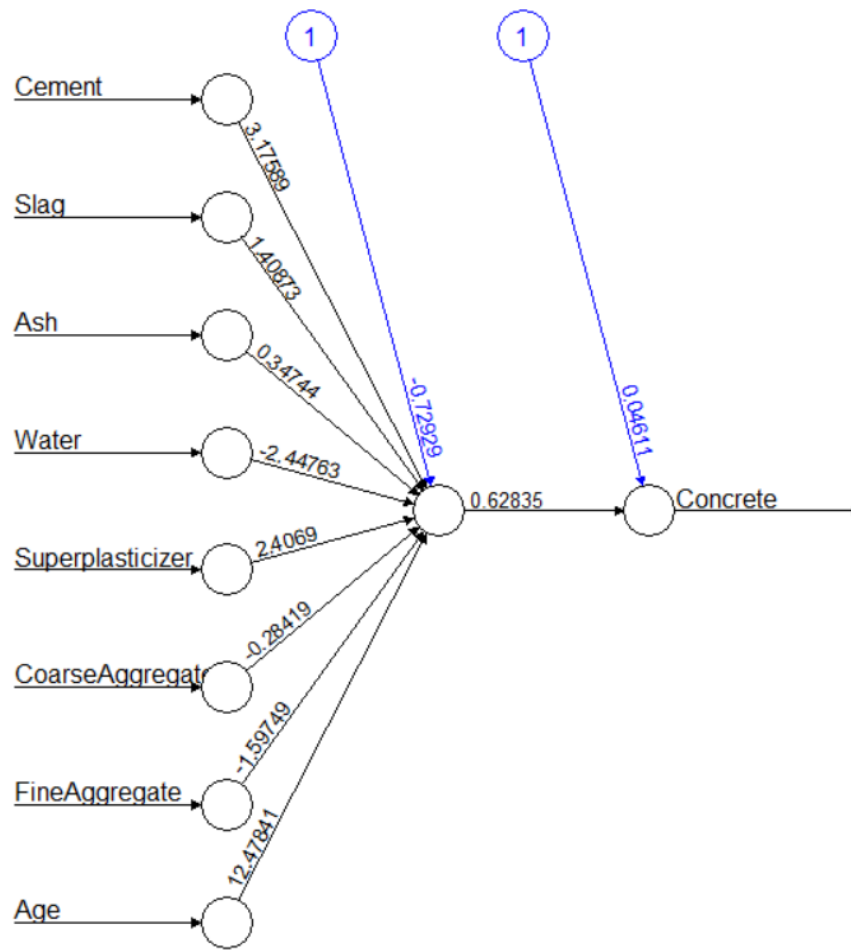 1
1
Cement
3.17589
Slag
1.40873
Ash
0.34744
-0.72929
0.04611
Water
-2.44763
0.62835
Concrete
Superplasticizer
2.4069
CoarseAggregate
-0.28419
FineAggregate
-1.59749
Age
12.47841